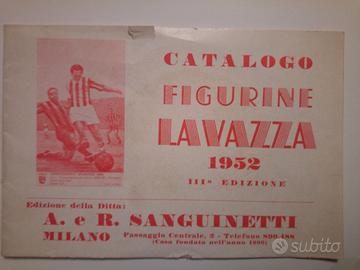 CATALOGO
FIGURINE
LAVAZZA
1952
IIIª EDIZIONE
Edizione della Ditta:
A. e R. SANGUINETTI
MILANO Passaggio Centrale, 2 - Telefono 890-488
(Casa fondata nell'anno 1890)
subito